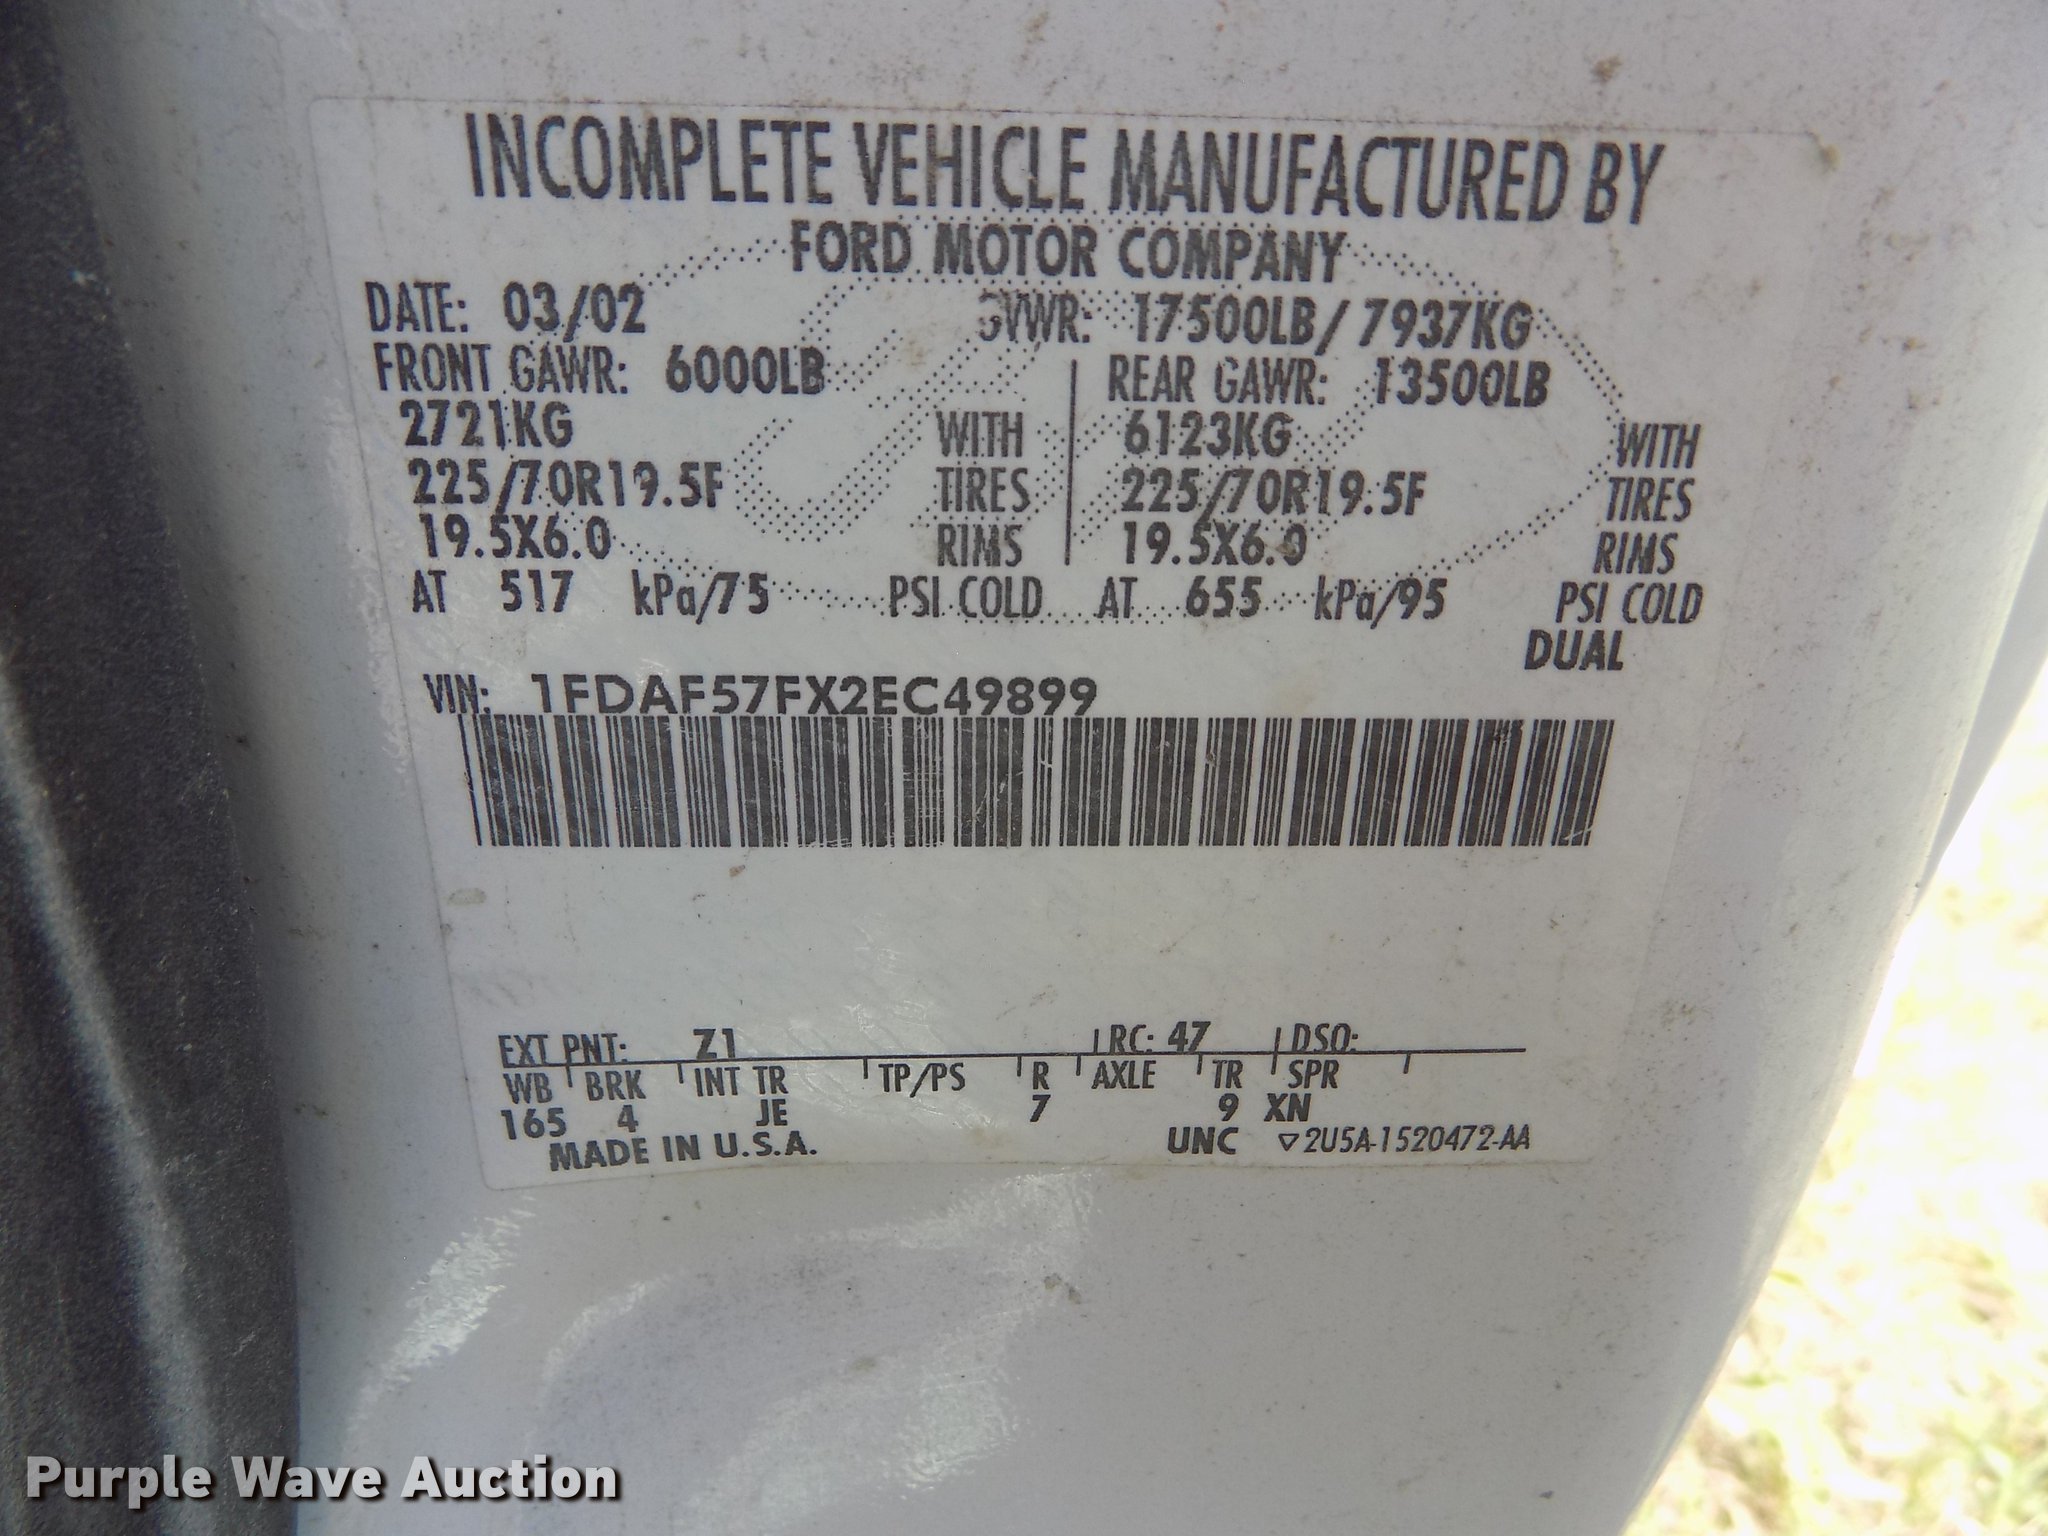 INCOMPLETE VEHICLE MANUFACTURED BY
FORD MOTOR COMPANY
DATE: 03/02 GVWR: 17500LB/ 7937KG
FRONT GAWR: 6000LB REAR GAWR: 13500LB
2721KG WITH 6123KG WITH
225/70R19.5F TIRES 225/70R19.5F TIRES
19.5X6.0 RIMS 19.5X6.0 RIMS
AT 517 kPa/75 PSI COLD AT 655 kPa/95 PSI COLD
DUAL
VIN: 1FDAF57FX2EC49899
EXT PNT: Z1 RC: 47 DSO:
WB BRK INT TR TP/PS R AXLE TR SPR
165 4 JE 7 9 XN
MADE IN U.S.A. UNC ▽2U5A-1520472-AA
Purple Wave Auction